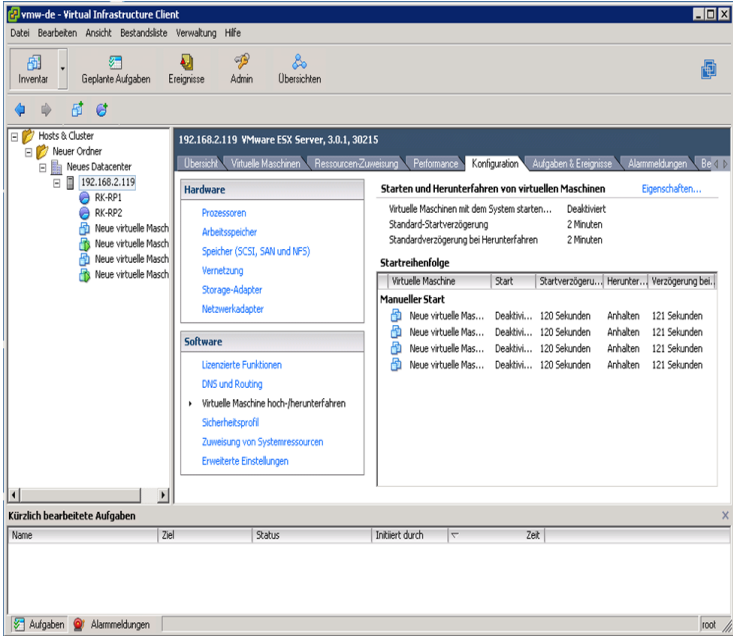 vmw-de - Virtual Infrastructure Client
Datei Bearbeiten Ansicht Bestandsliste Verwaltung Hilfe
Inventar Geplante Aufgaben Ereignisse Admin Übersichten
Hosts & Cluster
Neuer Ordner
Neues Datacenter
192.168.2.119
RK-RP1
RK-RP2
Neue virtuelle Masch
Neue virtuelle Masch
Neue virtuelle Masch
Neue virtuelle Masch
192.168.2.119 VMware ESX Server, 3.0.1, 30215
Übersicht Virtuelle Maschinen Ressourcen-Zuweisung Performance Konfiguration Aufgaben & Ereignisse Alarmmeldungen Be
Hardware
Prozessoren
Arbeitsspeicher
Speicher (SCSI, SAN und NFS)
Vernetzung
Storage-Adapter
Netzwerkadapter
Software
Lizenzierte Funktionen
DNS und Routing
Virtuelle Maschine hoch-/herunterfahren
Sicherheitsprofil
Zuweisung von Systemressourcen
Erweiterte Einstellungen
Starten und Herunterfahren von virtuellen Maschinen Eigenschaften...
Virtuelle Maschinen mit dem System starten... Deaktiviert
Standard-Startverzögerung 2 Minuten
Standardverzögerung bei Herunterfahren 2 Minuten
Startreihenfolge
Virtuelle Maschine Start Startverzögeru... Herunter... Verzögerung bei...
Manueller Start
Neue virtuelle Mas... Deaktivi... 120 Sekunden Anhalten 121 Sekunden
Neue virtuelle Mas... Deaktivi... 120 Sekunden Anhalten 121 Sekunden
Neue virtuelle Mas... Deaktivi... 120 Sekunden Anhalten 121 Sekunden
Neue virtuelle Mas... Deaktivi... 120 Sekunden Anhalten 121 Sekunden
Kürzlich bearbeitete Aufgaben
Name Ziel Status Initiiert durch Zeit
Aufgaben Alarmmeldungen root